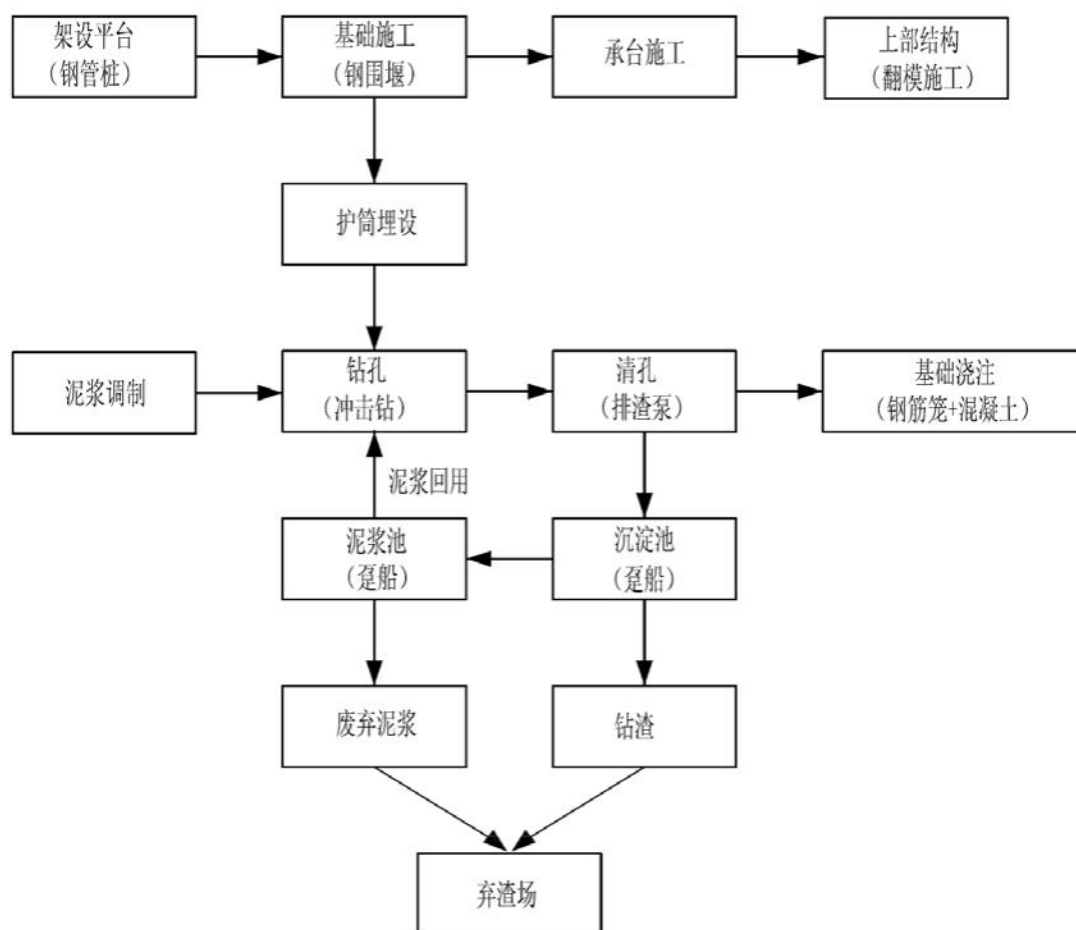 架设平台
（钢管桩）
基础施工
（钢围堰）
承台施工
上部结构
（翻模施工）
护筒埋设
泥浆调制
钻孔
（冲击钻）
清孔
（排渣泵）
基础浇注
（钢筋笼+混凝土）
泥浆回用
泥浆池
（趸船）
沉淀池
（趸船）
废弃泥浆
钻渣
弃渣场